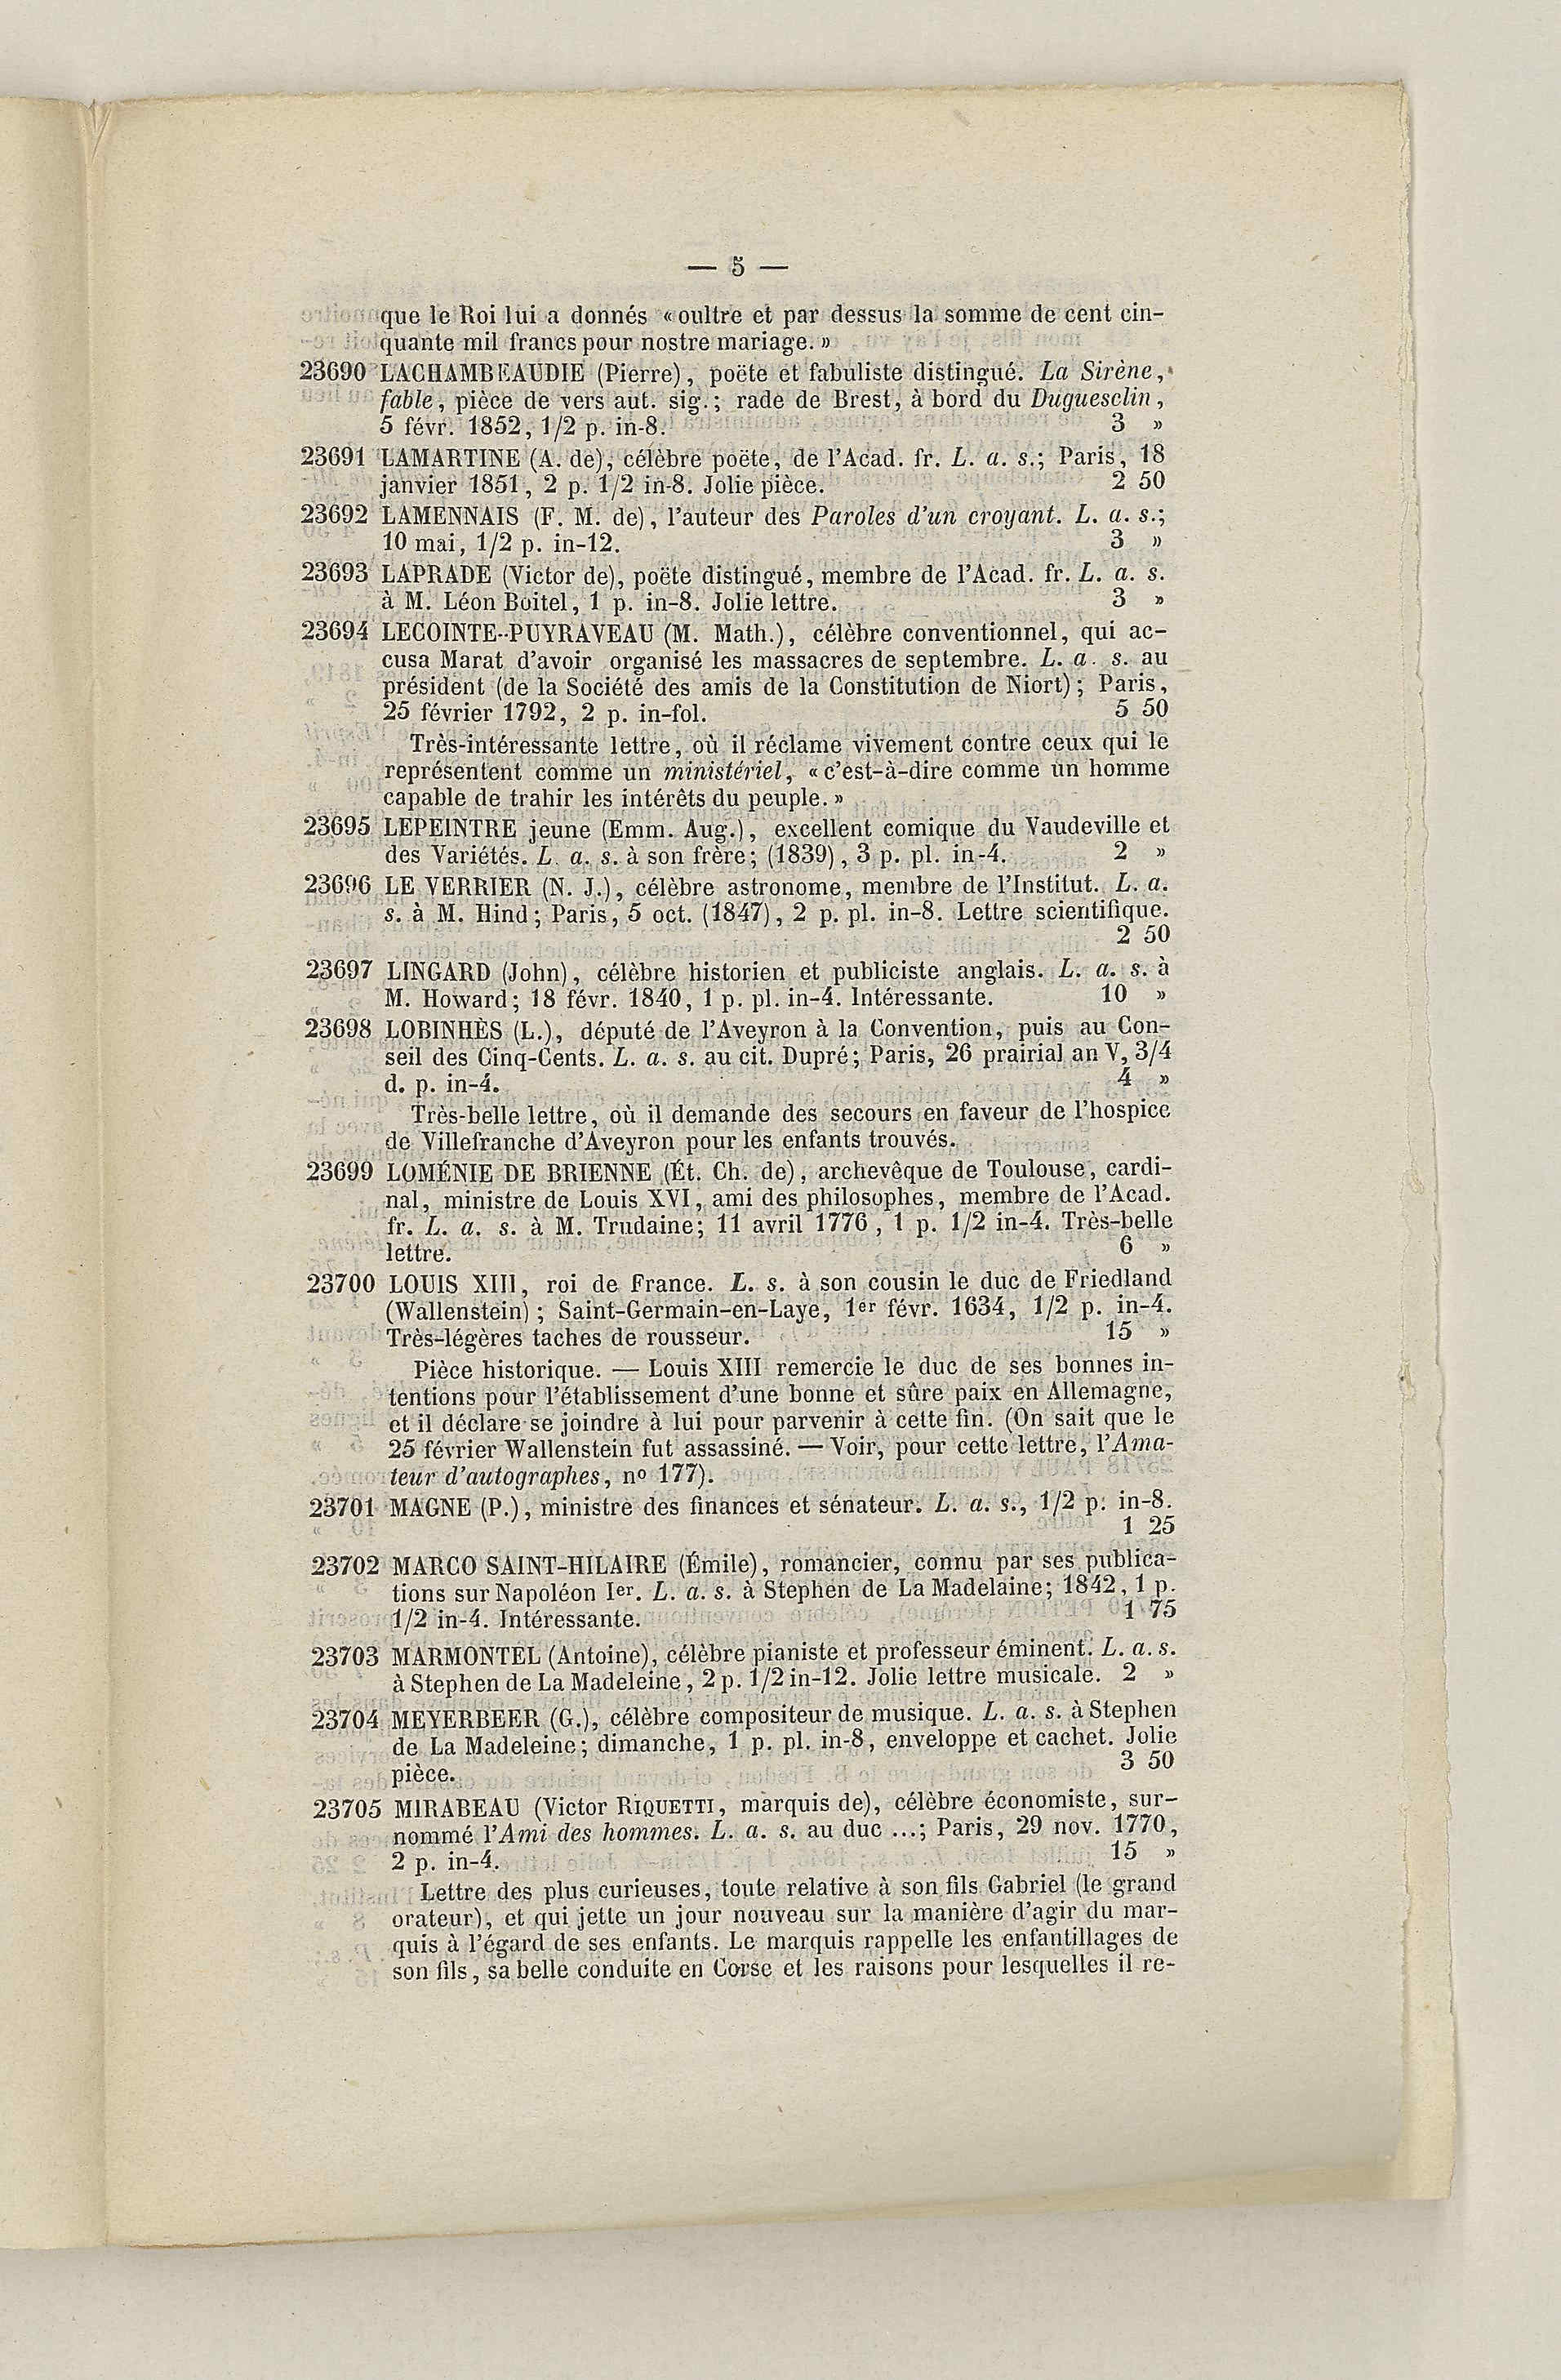 — 5 —
que le Roi lui a donnés « oultre et par dessus la somme de cent cin-
quante mil francs pour nostre mariage. »
23690 LACHAMBEAUDIE (Pierre), poëte et fabuliste distingué. La Sirène,
fable, pièce de vers aut. sig.; rade de Brest, à bord du Duguesclin,
5 févr. 1852, 1/2 p. in-8. 3 »
23691 LAMARTINE (A. de), célèbre poëte, de l'Acad. fr. L. a. s.; Paris, 18
janvier 1851, 2 p. 1/2 in-8. Jolie pièce. 2 50
23692 LAMENNAIS (F. M. de), l'auteur des Paroles d'un croyant. L. a. s.;
10 mai, 1/2 p. in-12. 3 »
23693 LAPRADE (Victor de), poëte distingué, membre de l'Acad. fr. L. a. s.
à M. Léon Boitel, 1 p. in-8. Jolie lettre. 3 »
23694 LECOINTE-PUYRAVEAU (M. Math.), célèbre conventionnel, qui ac-
cusa Marat d'avoir organisé les massacres de septembre. L. a. s. au
président (de la Société des amis de la Constitution de Niort); Paris,
25 février 1792, 2 p. in-fol. 5 50
Très-intéressante lettre, où il réclame vivement contre ceux qui le
représentent comme un ministériel, « c'est-à-dire comme un homme
capable de trahir les intérêts du peuple. »
23695 LEPEINTRE jeune (Emm. Aug.), excellent comique du Vaudeville et
des Variétés. L. a. s. à son frère; (1839), 3 p. pl. in-4. 2 »
23696 LE VERRIER (N. J.), célèbre astronome, membre de l'Institut. L. a.
s. à M. Hind; Paris, 5 oct. (1847), 2 p. pl. in-8. Lettre scientifique.
2 50
23697 LINGARD (John), célèbre historien et publiciste anglais. L. a. s. à
M. Howard; 18 févr. 1840, 1 p. pl. in-4. Intéressante. 10 »
23698 LOBINHÈS (L.), député de l'Aveyron à la Convention, puis au Con-
seil des Cinq-Cents. L. a. s. au cit. Dupré; Paris, 26 prairial an V, 3/4
d. p. in-4. 4 »
Très-belle lettre, où il demande des secours en faveur de l'hospice
de Villefranche d'Aveyron pour les enfants trouvés.
23699 LOMÉNIE DE BRIENNE (Ét. Ch. de), archevêque de Toulouse, cardi-
nal, ministre de Louis XVI, ami des philosophes, membre de l'Acad.
fr. L. a. s. à M. Trudaine; 11 avril 1776, 1 p. 1/2 in-4. Très-belle
lettre. 6 »
23700 LOUIS XIII, roi de France. L. s. à son cousin le duc de Friedland
(Wallenstein); Saint-Germain-en-Laye, 1er févr. 1634, 1/2 p. in-4.
Très-légères taches de rousseur. 15 »
Pièce historique. — Louis XIII remercie le duc de ses bonnes in-
tentions pour l'établissement d'une bonne et sûre paix en Allemagne,
et il déclare se joindre à lui pour parvenir à cette fin. (On sait que le
25 février Wallenstein fut assassiné. — Voir, pour cette lettre, l'Ama-
teur d'autographes, no 177).
23701 MAGNE (P.), ministre des finances et sénateur. L. a. s., 1/2 p. in-8.
1 25
23702 MARCO SAINT-HILAIRE (Émile), romancier, connu par ses publica-
tions sur Napoléon Ier. L. a. s. à Stephen de La Madelaine; 1842, 1 p.
1/2 in-4. Intéressante. 1 75
23703 MARMONTEL (Antoine), célèbre pianiste et professeur éminent. L. a. s.
à Stephen de La Madeleine, 2 p. 1/2 in-12. Jolie lettre musicale. 2 »
23704 MEYERBEER (G.), célèbre compositeur de musique. L. a. s. à Stephen
de La Madeleine; dimanche, 1 p. pl. in-8, enveloppe et cachet. Jolie
pièce. 3 50
23705 MIRABEAU (Victor RIQUETTI, marquis de), célèbre économiste, sur-
nommé l'Ami des hommes. L. a. s. au duc ...; Paris, 29 nov. 1770,
2 p. in-4. 15 »
Lettre des plus curieuses, toute relative à son fils Gabriel (le grand
orateur), et qui jette un jour nouveau sur la manière d'agir du mar-
quis à l'égard de ses enfants. Le marquis rappelle les enfantillages de
son fils, sa belle conduite en Corse et les raisons pour lesquelles il re-